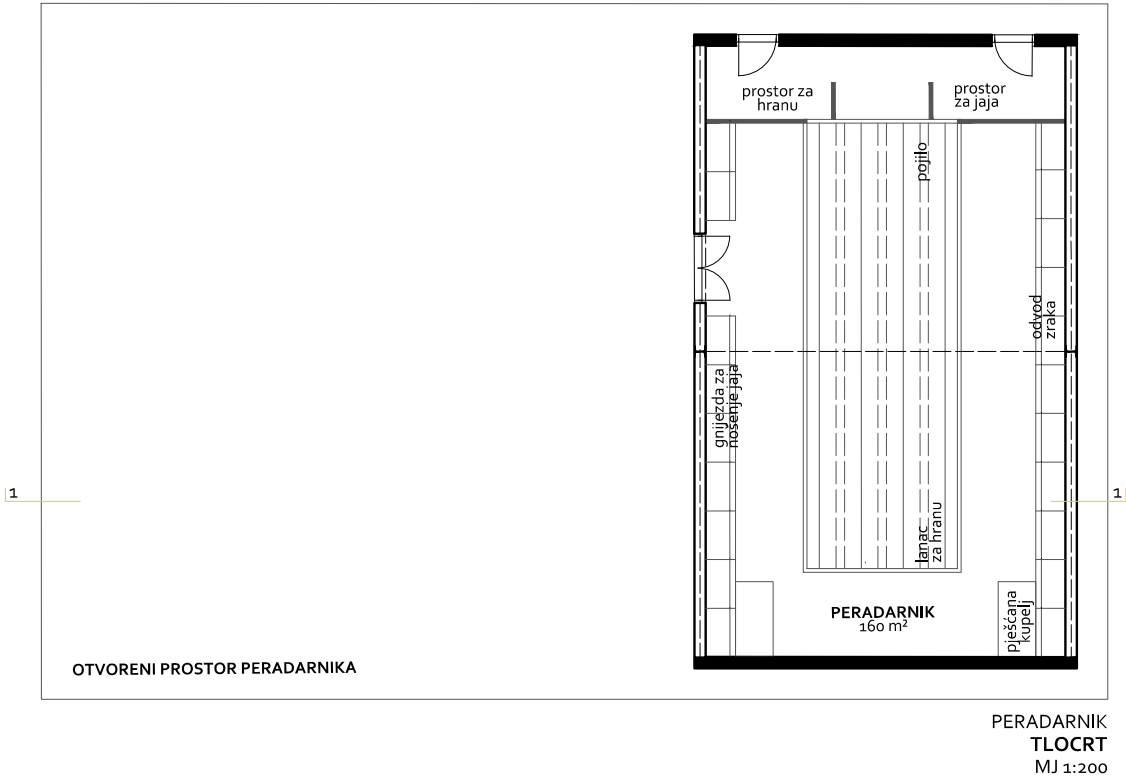 prostor za
hranu
prostor
za jaja
pojilo
odvod
zraka
gnijezda za
nošenje jaja
1
1
lanac
za hranu
pješćana
kupelj
PERADARNIK
160 m²
OTVORENI PROSTOR PERADARNIKA
PERADARNIK
TLOCRT
MJ 1:200